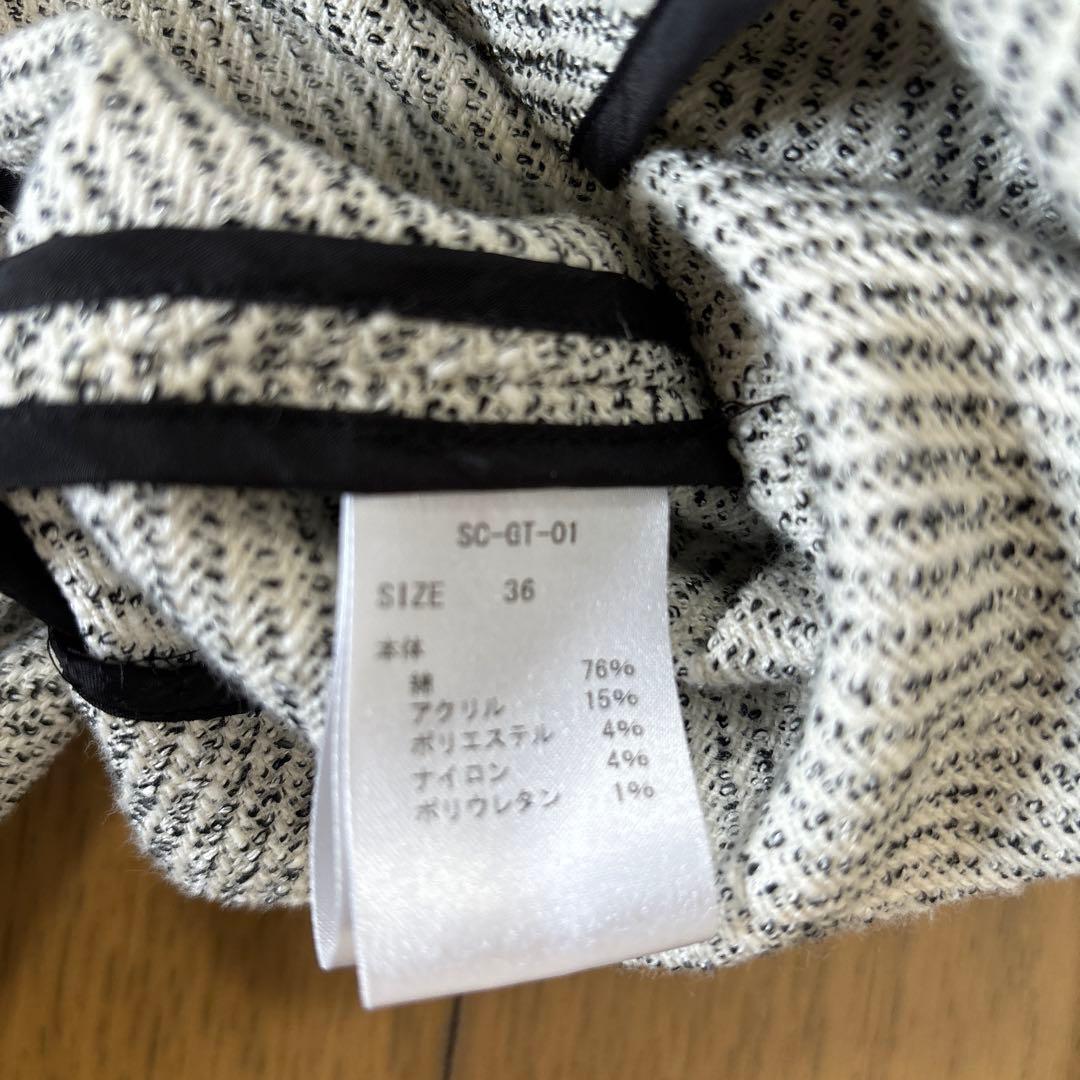 SC-GT-01
SIZE 36
本体
綿 76%
アクリル 15%
ポリエステル 4%
ナイロン 4%
ポリウレタン 1%